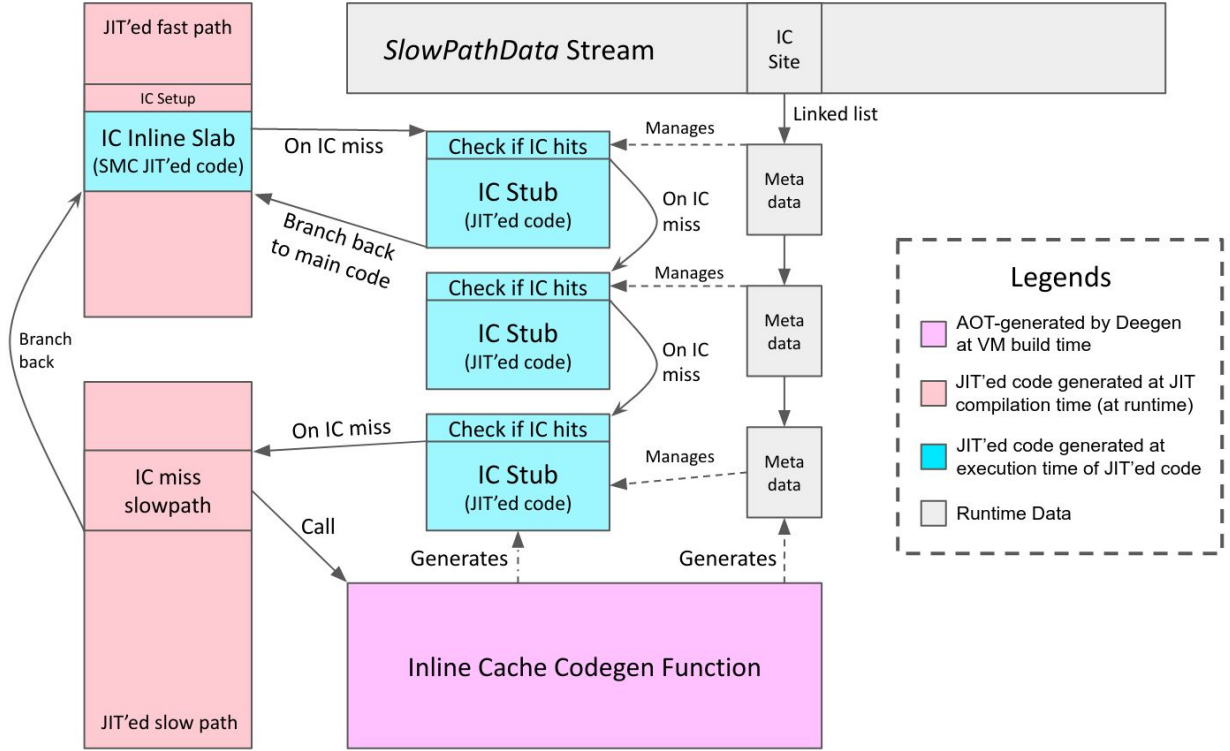 JIT'ed fast path
IC Setup
IC Inline Slab
(SMC JIT'ed code)
SlowPathData Stream
IC
Site
Linked list
On IC miss
Check if IC hits
IC Stub
(JIT'ed code)
Manages
Meta
data
On IC
miss
Branch back
to main code
Check if IC hits
IC Stub
(JIT'ed code)
Manages
Meta
data
On IC
miss
Branch
back
On IC miss
Check if IC hits
IC Stub
(JIT'ed code)
Manages
Meta
data
IC miss
slowpath
Call
Generates
Generates
Inline Cache Codegen Function
JIT'ed slow path
Legends
AOT-generated by Deegen
at VM build time
JIT'ed code generated at JIT
compilation time (at runtime)
JIT'ed code generated at
execution time of JIT'ed code
Runtime Data